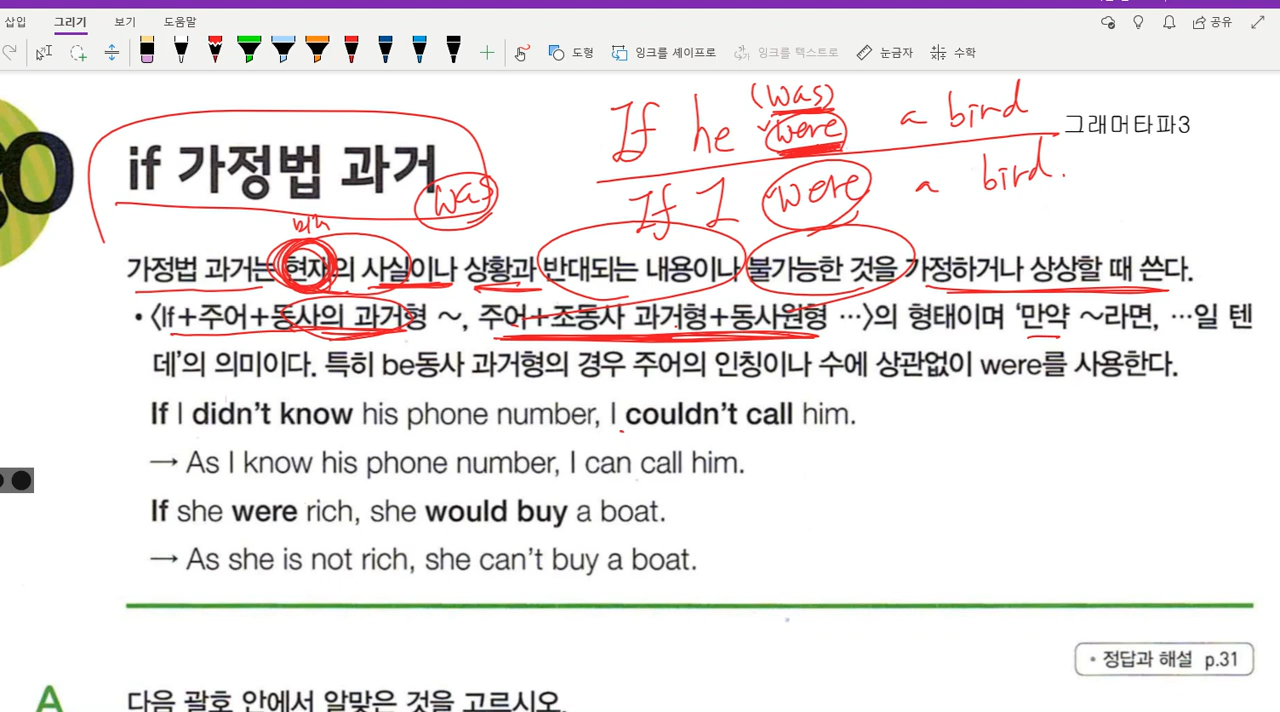 삽입 그리기 보기 도움말
공유
도형 잉크를 셰이프로 잉크를 텍스트로 눈금자 수학
(was)
If he were a bird
그래머타파3
if 가정법 과거
was
If I were a bird.
가정법 과거는 현재의 사실이나 상황과 반대되는 내용이나 불가능한 것을 가정하거나 상상할 때 쓴다.
• 〈If+주어+동사의 과거형 ~, 주어+조동사 과거형+동사원형 …〉의 형태이며 ‘만약 ~라면, …일 텐
데’의 의미이다. 특히 be동사 과거형의 경우 주어의 인칭이나 수에 상관없이 were를 사용한다.
If I didn't know his phone number, I couldn't call him.
→ As I know his phone number, I can call him.
If she were rich, she would buy a boat.
→ As she is not rich, she can't buy a boat.
• 정답과 해설 p.31
A 다음 괄호 안에서 알맞은 것을 고르시오.